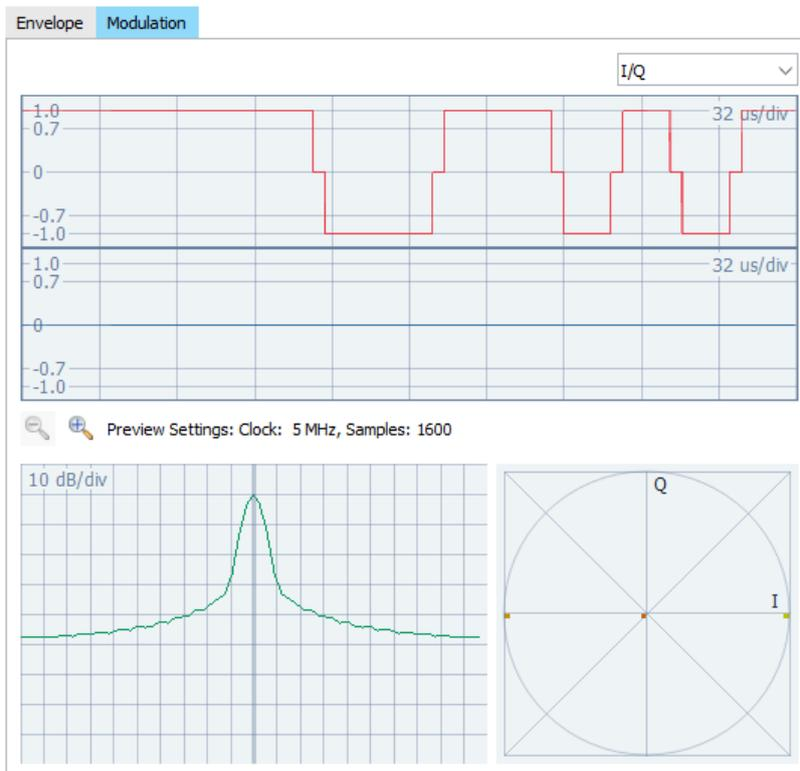 Envelope Modulation
I/Q
1.0 32 us/div
0.7
0
-0.7
-1.0
1.0 32 us/div
0.7
0
-0.7
-1.0
Preview Settings: Clock: 5 MHz, Samples: 1600
10 dB/div
Q
I